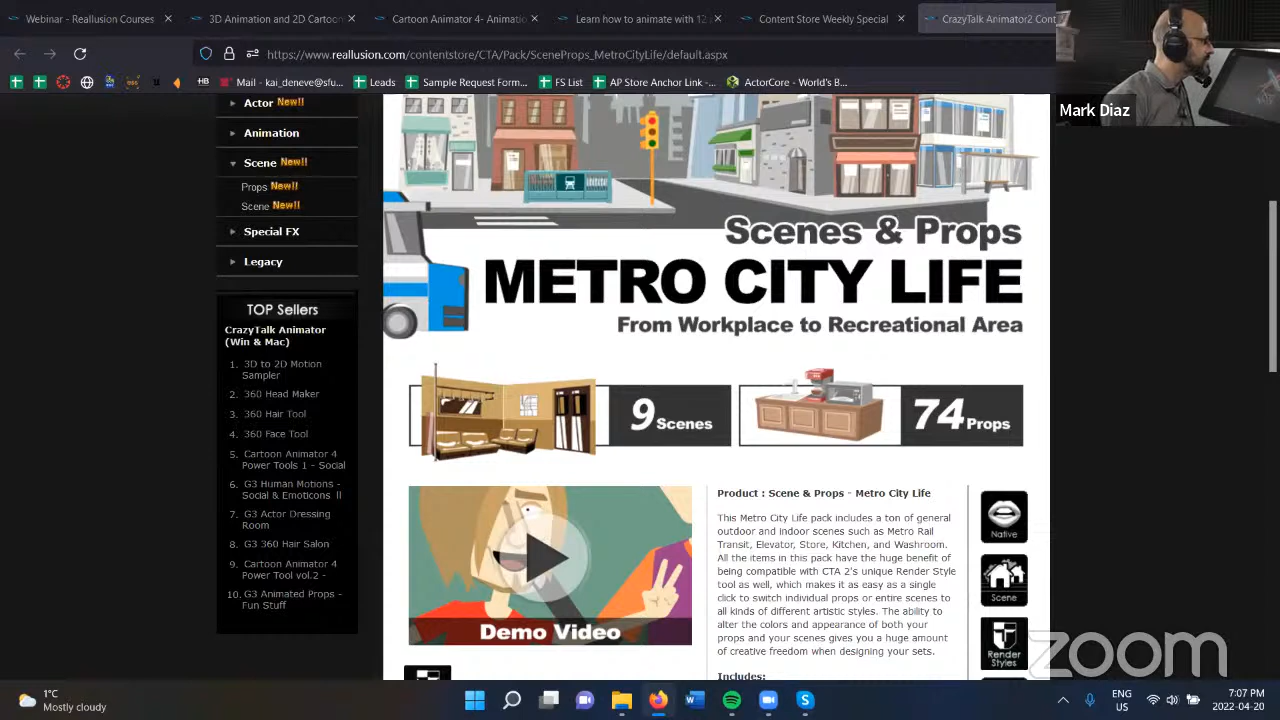 Webinar - Reallusion Courses
3D Animation and 2D Cartoon
Cartoon Animator 4- Animatio
Learn how to animate with 12
Content Store Weekly Special
CrazyTalk Animator2 Cont
https://www.reallusion.com/contentstore/CTA/Pack/SceneProps_MetroCityLife/default.aspx
HB
Mail - kai_deneve@sfu...
Leads
Sample Request Form...
FS List
AP Store Anchor Link -...
ActorCore - World's B...
Mark Diaz
Actor New!!
Animation
Scene New!!
Props New!!
Scene New!!
Special FX
Legacy
TOP Sellers
CrazyTalk Animator
(Win & Mac)
1. 3D to 2D Motion
Sampler
2. 360 Head Maker
3. 360 Hair Tool
4. 360 Face Tool
5. Cartoon Animator 4
Power Tools 1 - Social
6. G3 Human Motions -
Social & Emoticons II
7. G3 Actor Dressing
Room
8. G3 360 Hair Salon
9. Cartoon Animator 4
Power Tool vol.2 -
10. G3 Animated Props -
Fun Stuff
Scenes & Props
METRO CITY LIFE
From Workplace to Recreational Area
9 Scenes
74 Props
Demo Video
Product : Scene & Props - Metro City Life
This Metro City Life pack includes a ton of general
outdoor and indoor scenes such as Metro Rail
Transit, Elevator, Store, Kitchen, and Washroom.
All the items in this pack have the huge benefit of
being compatible with CTA 2's unique Render Style
tool as well, which makes it as easy as a single
click to switch individual props or entire scenes to
all kinds of different artistic styles. The ability to
alter the colors and appearance of both your
props and your scenes gives you a huge amount
of creative freedom when designing your sets.
Includes:
Native
Scene
Render
Styles
zoom
1°C
Mostly cloudy
ENG
US
7:07 PM
2022-04-20